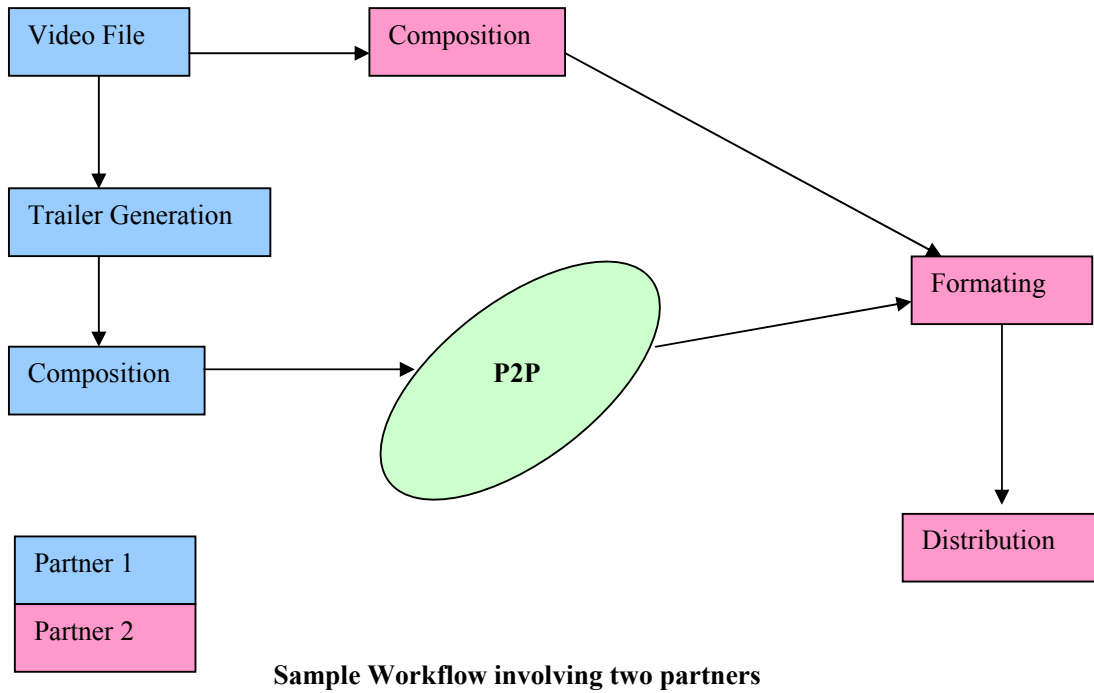 Video File
Composition
Trailer Generation
Formating
Composition
P2P
Distribution
Partner 1
Partner 2
Sample Workflow involving two partners